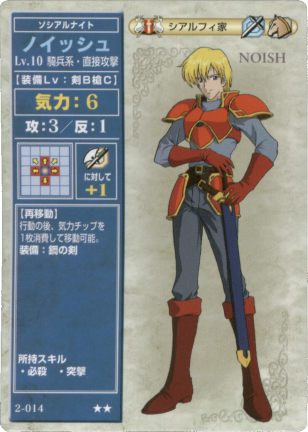 ソシアルナイト
ノイッシュ
Lv.10 騎兵系・直接攻撃
【装備Lv:剣B槍C】
気力:6
攻:3/反:1
に対して
+1
【再移動】
行動の後、気力チップを
1枚消費して移動可能。
装備:鋼の剣
所持スキル
・必殺 ・突撃
2-014
★★
シアルフィ家
NOISH